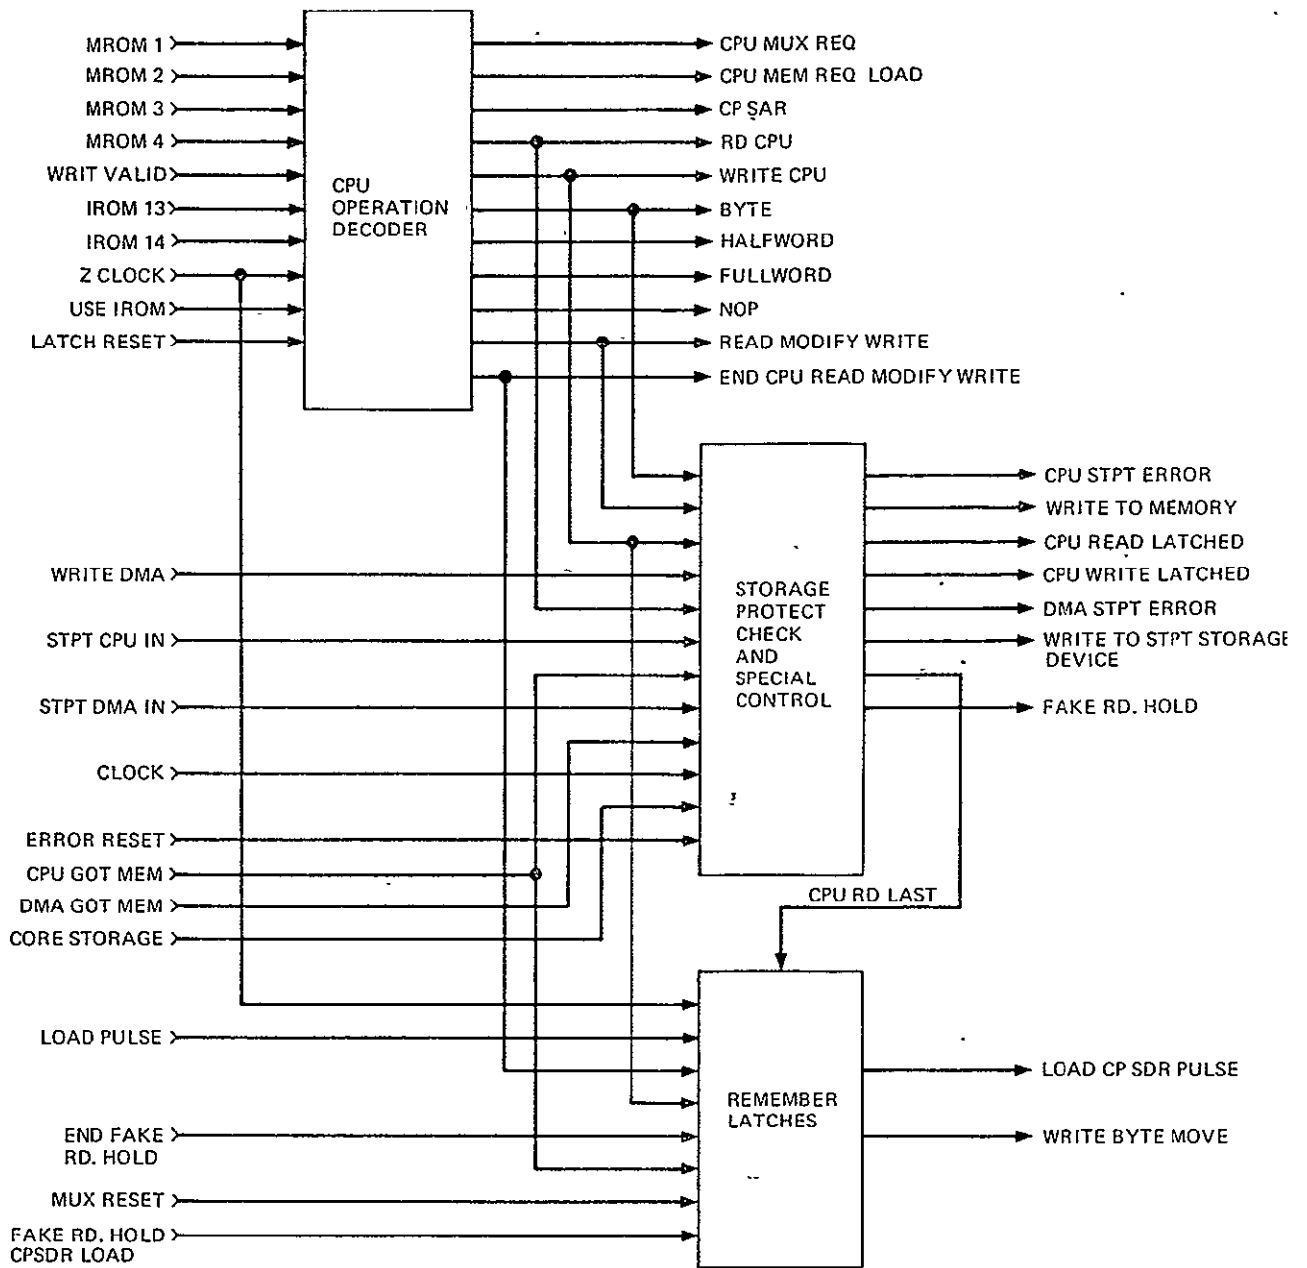 MROM 1
CPU MUX REQ
MROM 2
CPU MEM REQ LOAD
MROM 3
CP SAR
MROM 4
RD CPU
WRIT VALID
WRITE CPU
CPU
OPERATION
DECODER
IROM 13
BYTE
IROM 14
HALFWORD
Z CLOCK
FULLWORD
USE IROM
NOP
LATCH RESET
READ MODIFY WRITE
END CPU READ MODIFY WRITE
CPU STPT ERROR
WRITE TO MEMORY
CPU READ LATCHED
WRITE DMA
CPU WRITE LATCHED
STORAGE
PROTECT
CHECK
AND
SPECIAL
CONTROL
DMA STPT ERROR
STPT CPU IN
WRITE TO STPT STORAGE
DEVICE
STPT DMA IN
FAKE RD. HOLD
CLOCK
ERROR RESET
CPU GOT MEM
CPU RD LAST
DMA GOT MEM
CORE STORAGE
LOAD PULSE
LOAD CP SDR PULSE
REMEMBER
LATCHES
END FAKE
RD. HOLD
WRITE BYTE MOVE
MUX RESET
FAKE RD. HOLD
CPSDR LOAD